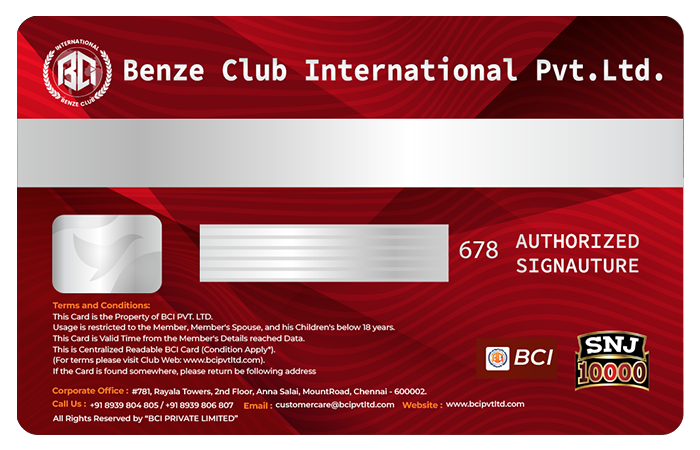 INTERNATIONAL
BCI
BENZE CLUB
Benze Club International Pvt.Ltd.
678 AUTHORIZED
SIGNAUTURE
Terms and Conditions:
This Card is the Property of BCI PVT. LTD.
Usage is restricted to the Member, Member's Spouse, and his Children's below 18 years.
This Card is Valid Time from the Member's Details reached Data.
This is Centralized Readable BCI Card (Condition Apply*).
(For terms please visit Club Web: www.bcipvtltd.com).
If the Card is found somewhere, please return be following address
BCI
SNJ
10000
Corporate Office : #781, Rayala Towers, 2nd Floor, Anna Salai, MountRoad, Chennai - 600002.
Call Us : +91 8939 804 805 / +91 8939 806 807 Email : customercare@bcipvtltd.com Website : www.bcipvtltd.com
All Rights Reserved by “BCI PRIVATE LIMITED”